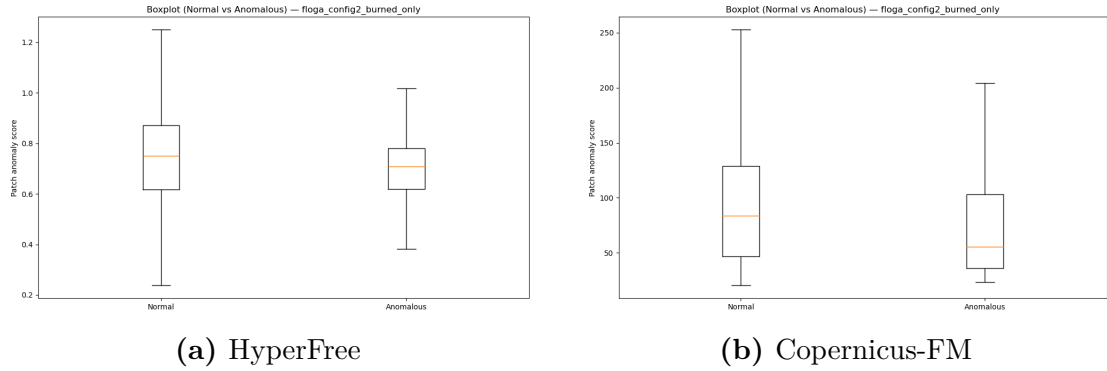 Boxplot (Normal vs Anomalous) — floga_config2_burned_only
Patch anomaly score
1.2
1.0
0.8
0.6
0.4
0.2
Normal
Anomalous
(a) HyperFree
Boxplot (Normal vs Anomalous) — floga_config2_burned_only
Patch anomaly score
250
200
150
100
50
Normal
Anomalous
(b) Copernicus-FM